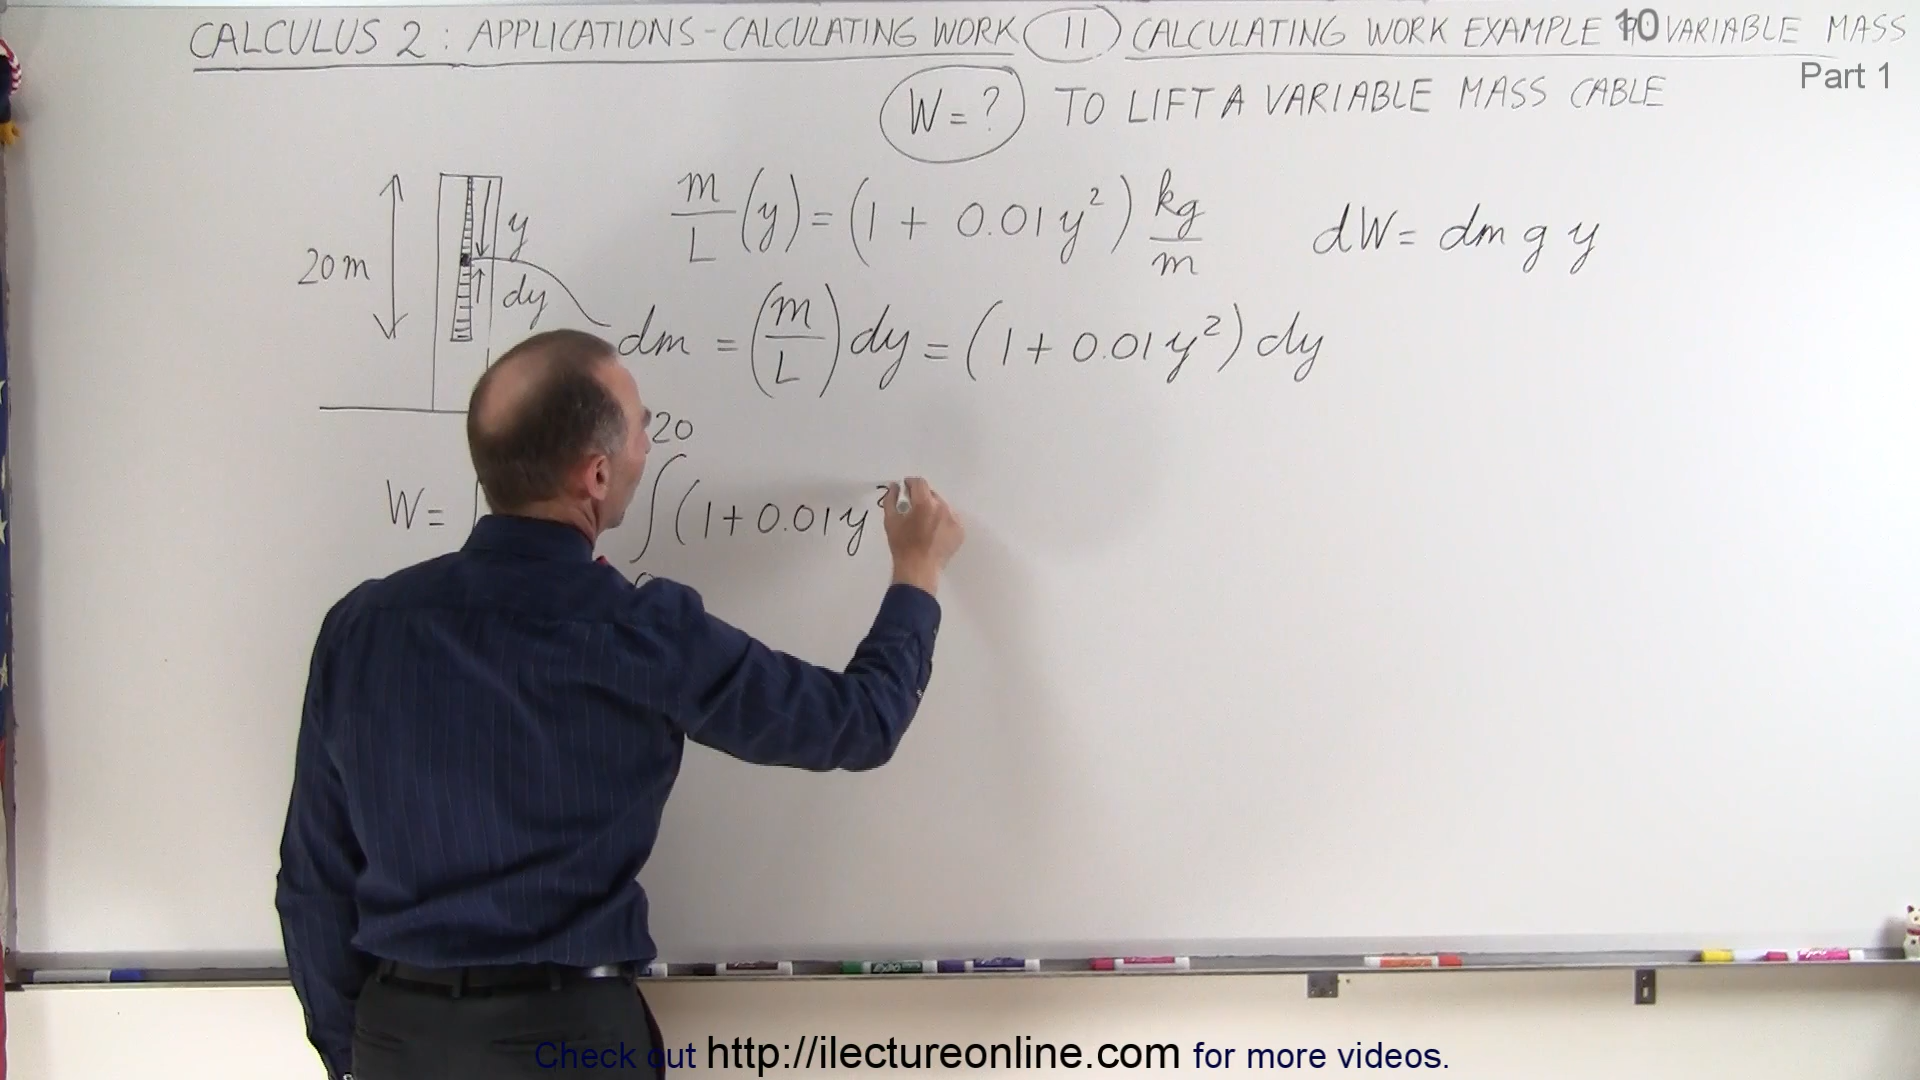 CALCULUS 2 : APPLICATIONS - CALCULATING WORK 11 CALCULATING WORK EXAMPLE 10 VARIABLE MASS
Part 1
W = ? TO LIFT A VARIABLE MASS CABLE
20 m
y
dy
m/L (y) = (1 + 0.01 y²) kg/m
dW = dm g y
dm = (m/L) dy = (1 + 0.01 y²) dy
W = ∫
∫ 20 (1 + 0.01 y²
Check out http://ilectureonline.com for more videos.